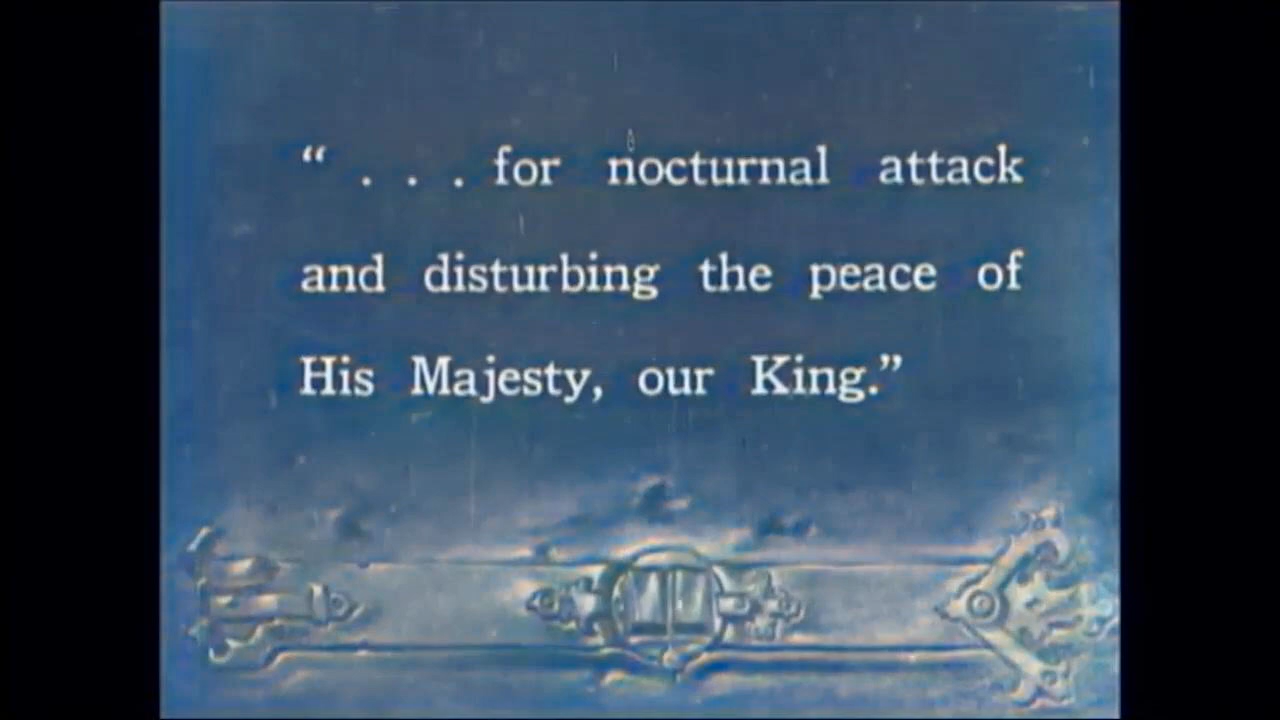 “ . . . for nocturnal attack
and disturbing the peace of
His Majesty, our King.”